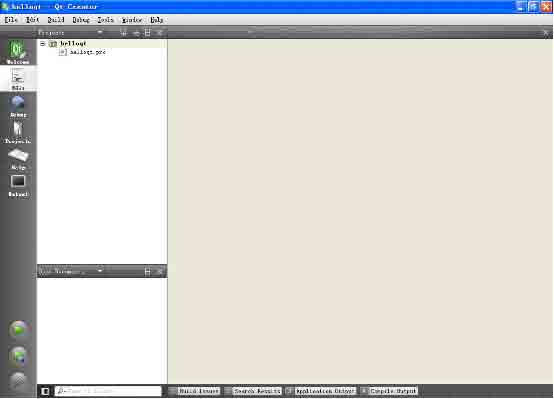 helloqt - Qt Creator
File Edit Build Debug Tools Window Help
Projects
Welcome
helloqt
helloqt.pro
Edit
Debug
Projects
Help
Output
Open Documents
Type to locate
1 Build Issues 2 Search Results 3 Application Output 4 Compile Output